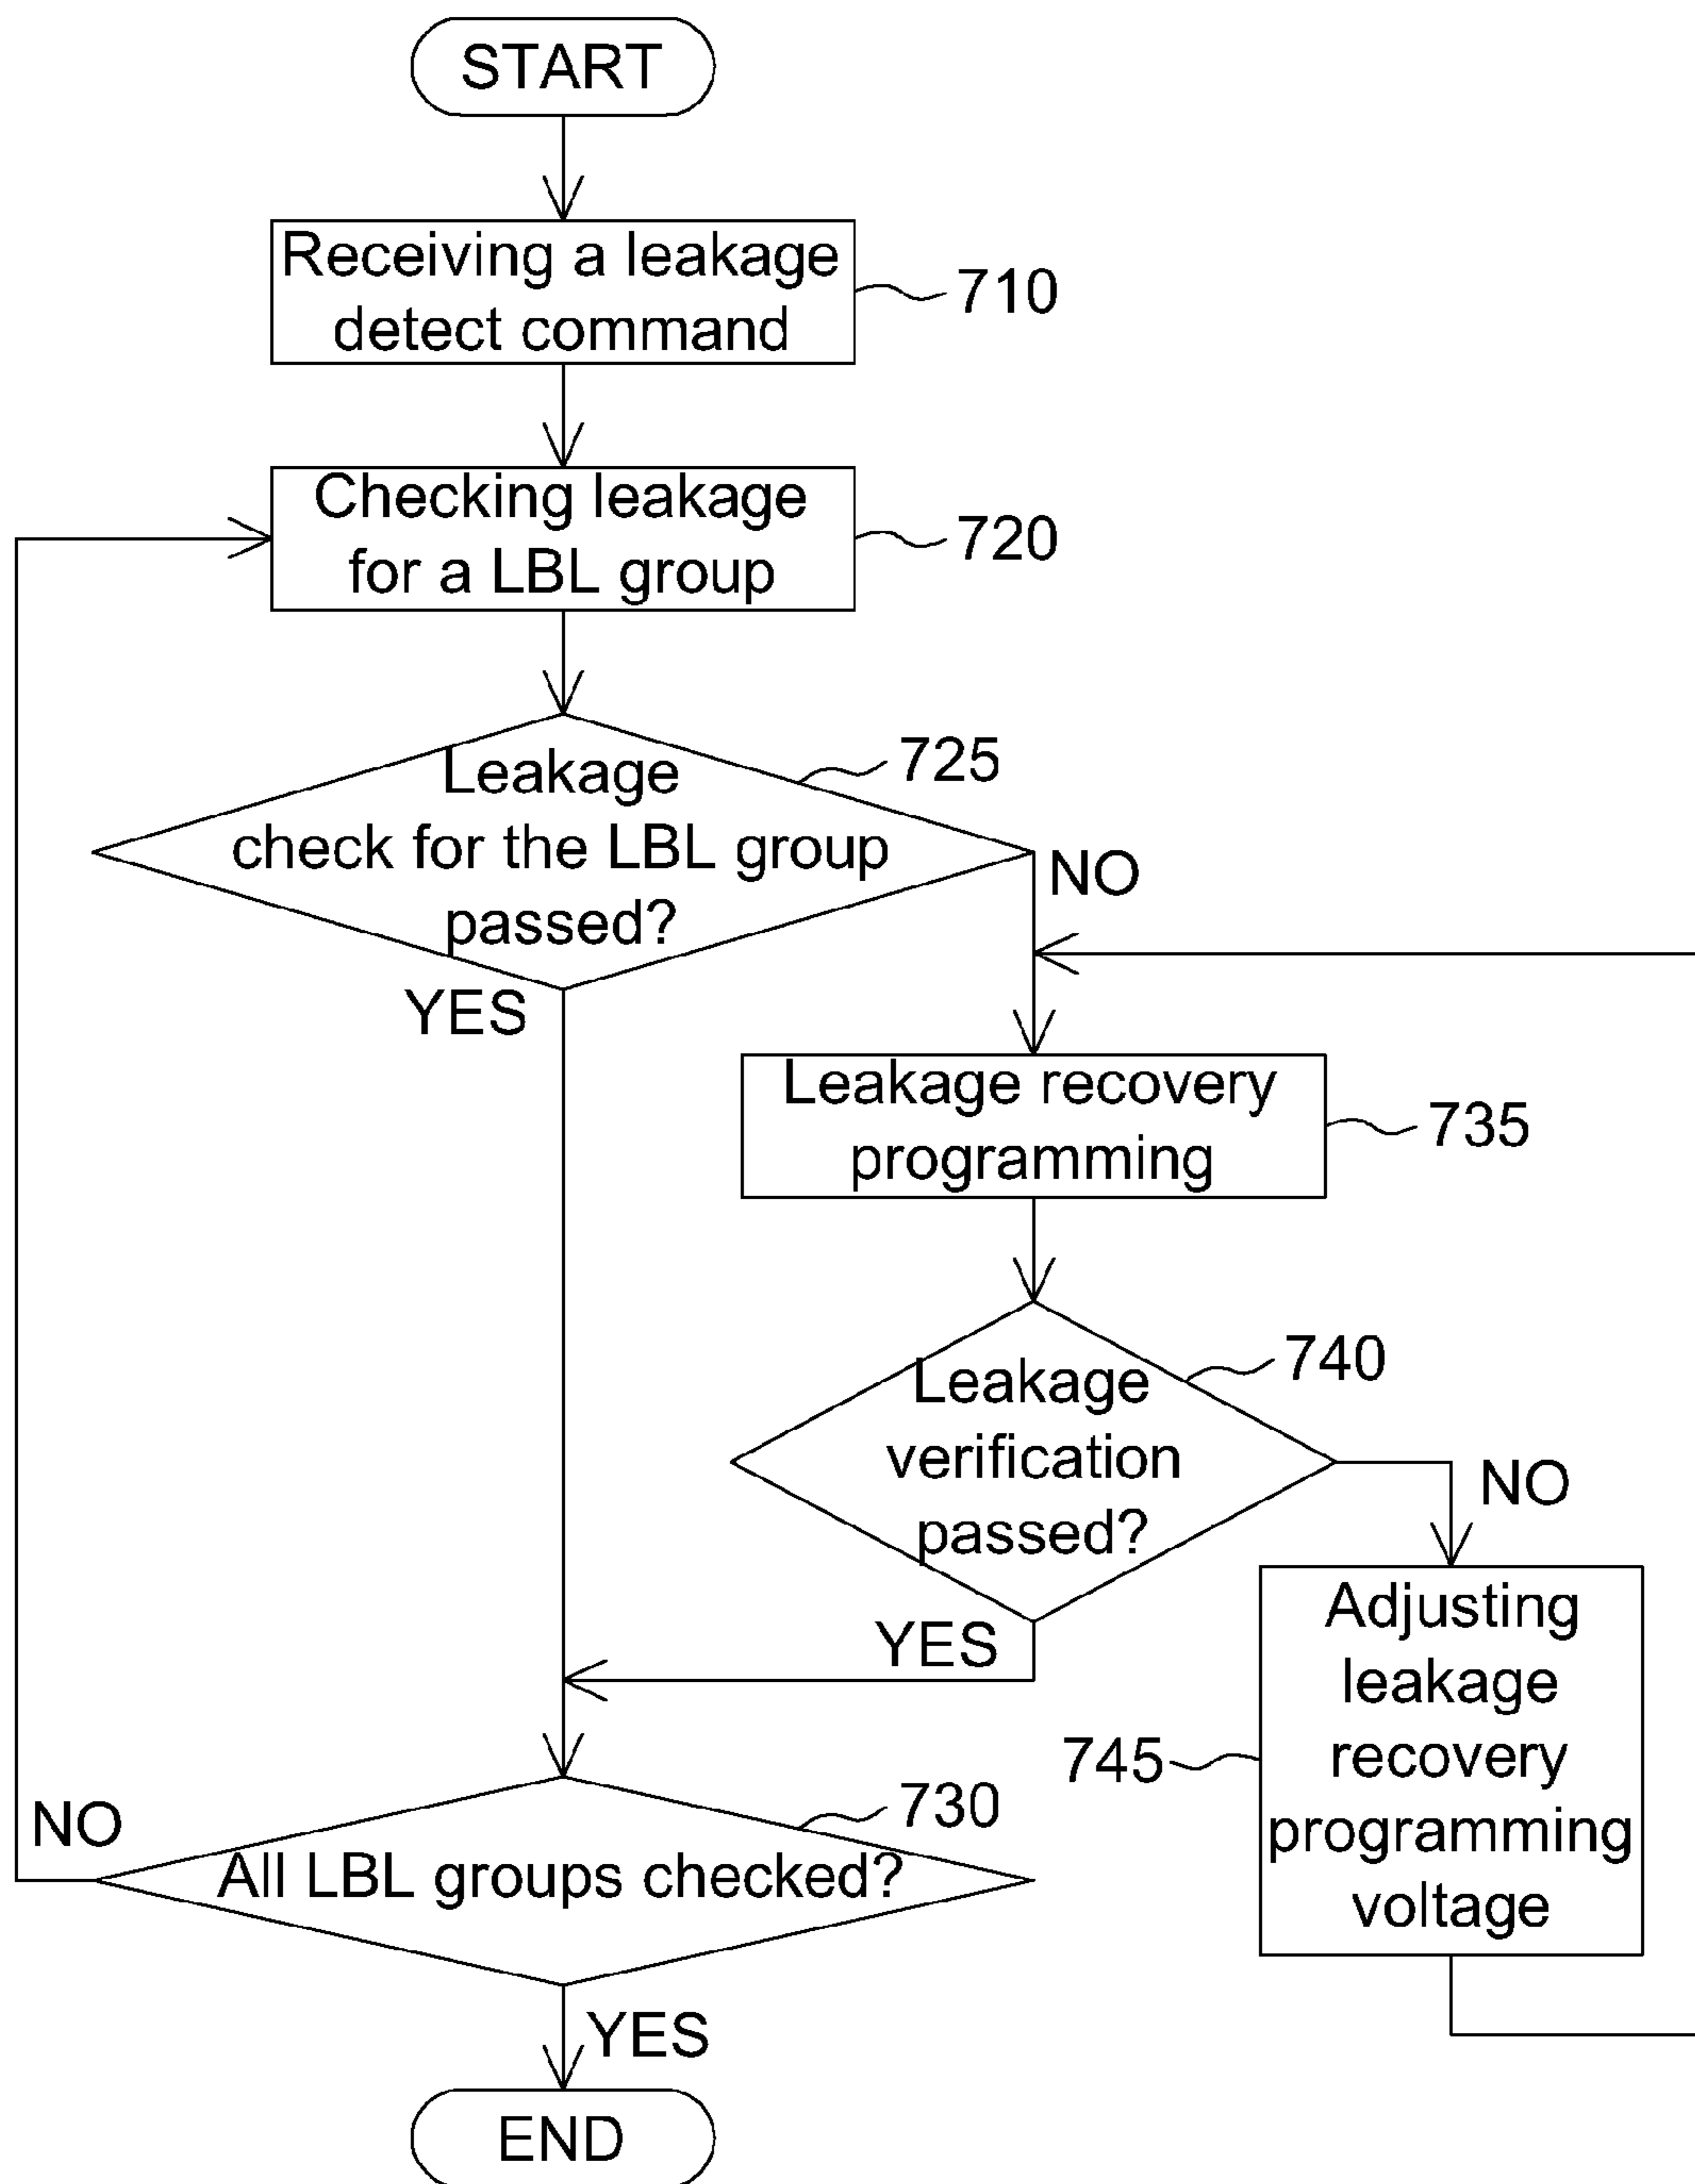 START
Receiving a leakage
detect command
710
Checking leakage
for a LBL group
720
Leakage
check for the LBL group
passed?
725
NO
YES
Leakage recovery
programming
735
Leakage
verification
passed?
740
NO
YES
Adjusting
leakage
recovery
programming
voltage
745
All LBL groups checked?
730
NO
YES
END